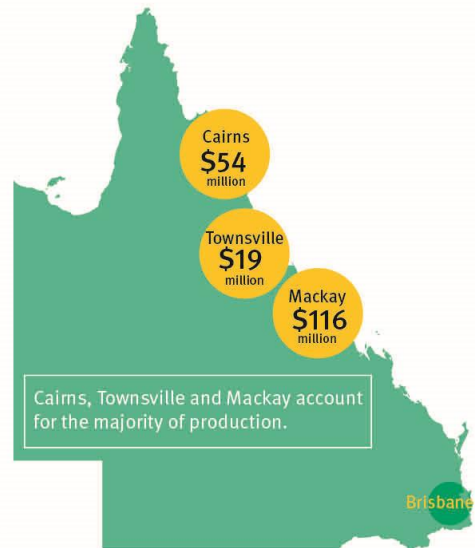 Cairns
$54
million
Townsville
$19
million
Mackay
$116
million
Cairns, Townsville and Mackay account
for the majority of production.
Brisbane